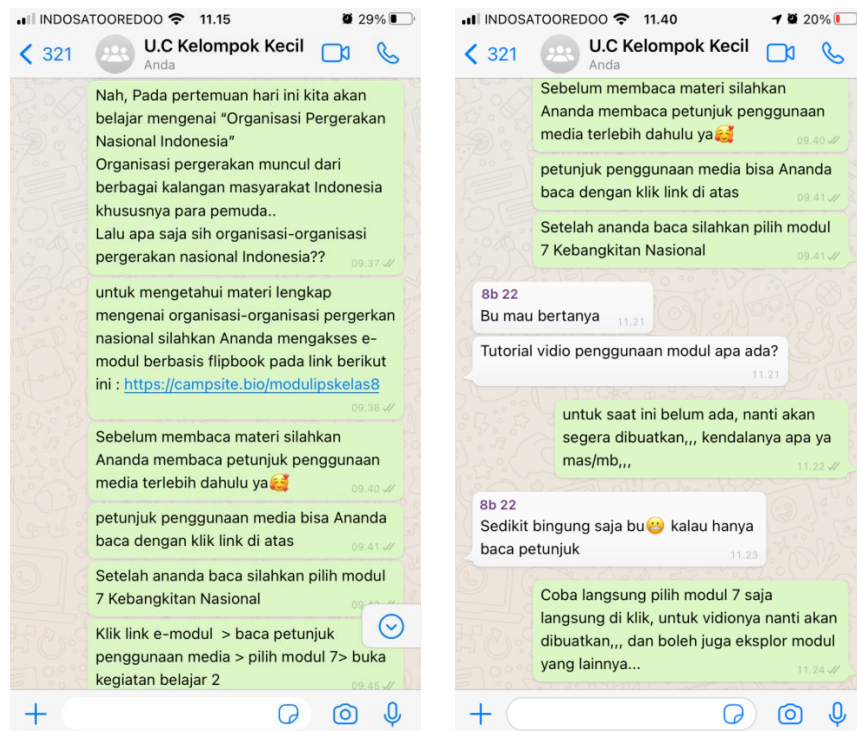 INDOSATOOREDOO 11.15 29%
321
U.C Kelompok Kecil
Anda
Nah, Pada pertemuan hari ini kita akan
belajar mengenai “Organisasi Pergerakan
Nasional Indonesia”
Organisasi pergerakan muncul dari
berbagai kalangan masyarakat Indonesia
khususnya para pemuda..
Lalu apa saja sih organisasi-organisasi
pergerakan nasional Indonesia??
09.37
untuk mengetahui materi lengkap
mengenai organisasi-organisasi pergerkan
nasional silahkan Ananda mengakses e-
modul berbasis flipbook pada link berikut
ini : https://campsite.bio/modulipskelas8
09.38
Sebelum membaca materi silahkan
Ananda membaca petunjuk penggunaan
media terlebih dahulu ya🥰
09.40
petunjuk penggunaan media bisa Ananda
baca dengan klik link di atas
09.41
Setelah ananda baca silahkan pilih modul
7 Kebangkitan Nasional
Klik link e-modul > baca petunjuk
penggunaan media > pilih modul 7> buka
kegiatan belajar 2
09.45
INDOSATOOREDOO 11.40 20%
321
U.C Kelompok Kecil
Anda
Sebelum membaca materi silahkan
Ananda membaca petunjuk penggunaan
media terlebih dahulu ya🥰
09.40
petunjuk penggunaan media bisa Ananda
baca dengan klik link di atas
09.41
Setelah ananda baca silahkan pilih modul
7 Kebangkitan Nasional
09.41
8b 22
Bu mau bertanya
11.21
Tutorial vidio penggunaan modul apa ada?
11.21
untuk saat ini belum ada, nanti akan
segera dibuatkan,,, kendalanya apa ya
mas/mb,,,
11.22
8b 22
Sedikit bingung saja bu😬 kalau hanya
baca petunjuk
11.23
Coba langsung pilih modul 7 saja
langsung di klik, untuk vidionya nanti akan
dibuatkan,,, dan boleh juga eksplor modul
yang lainnya...
11.24